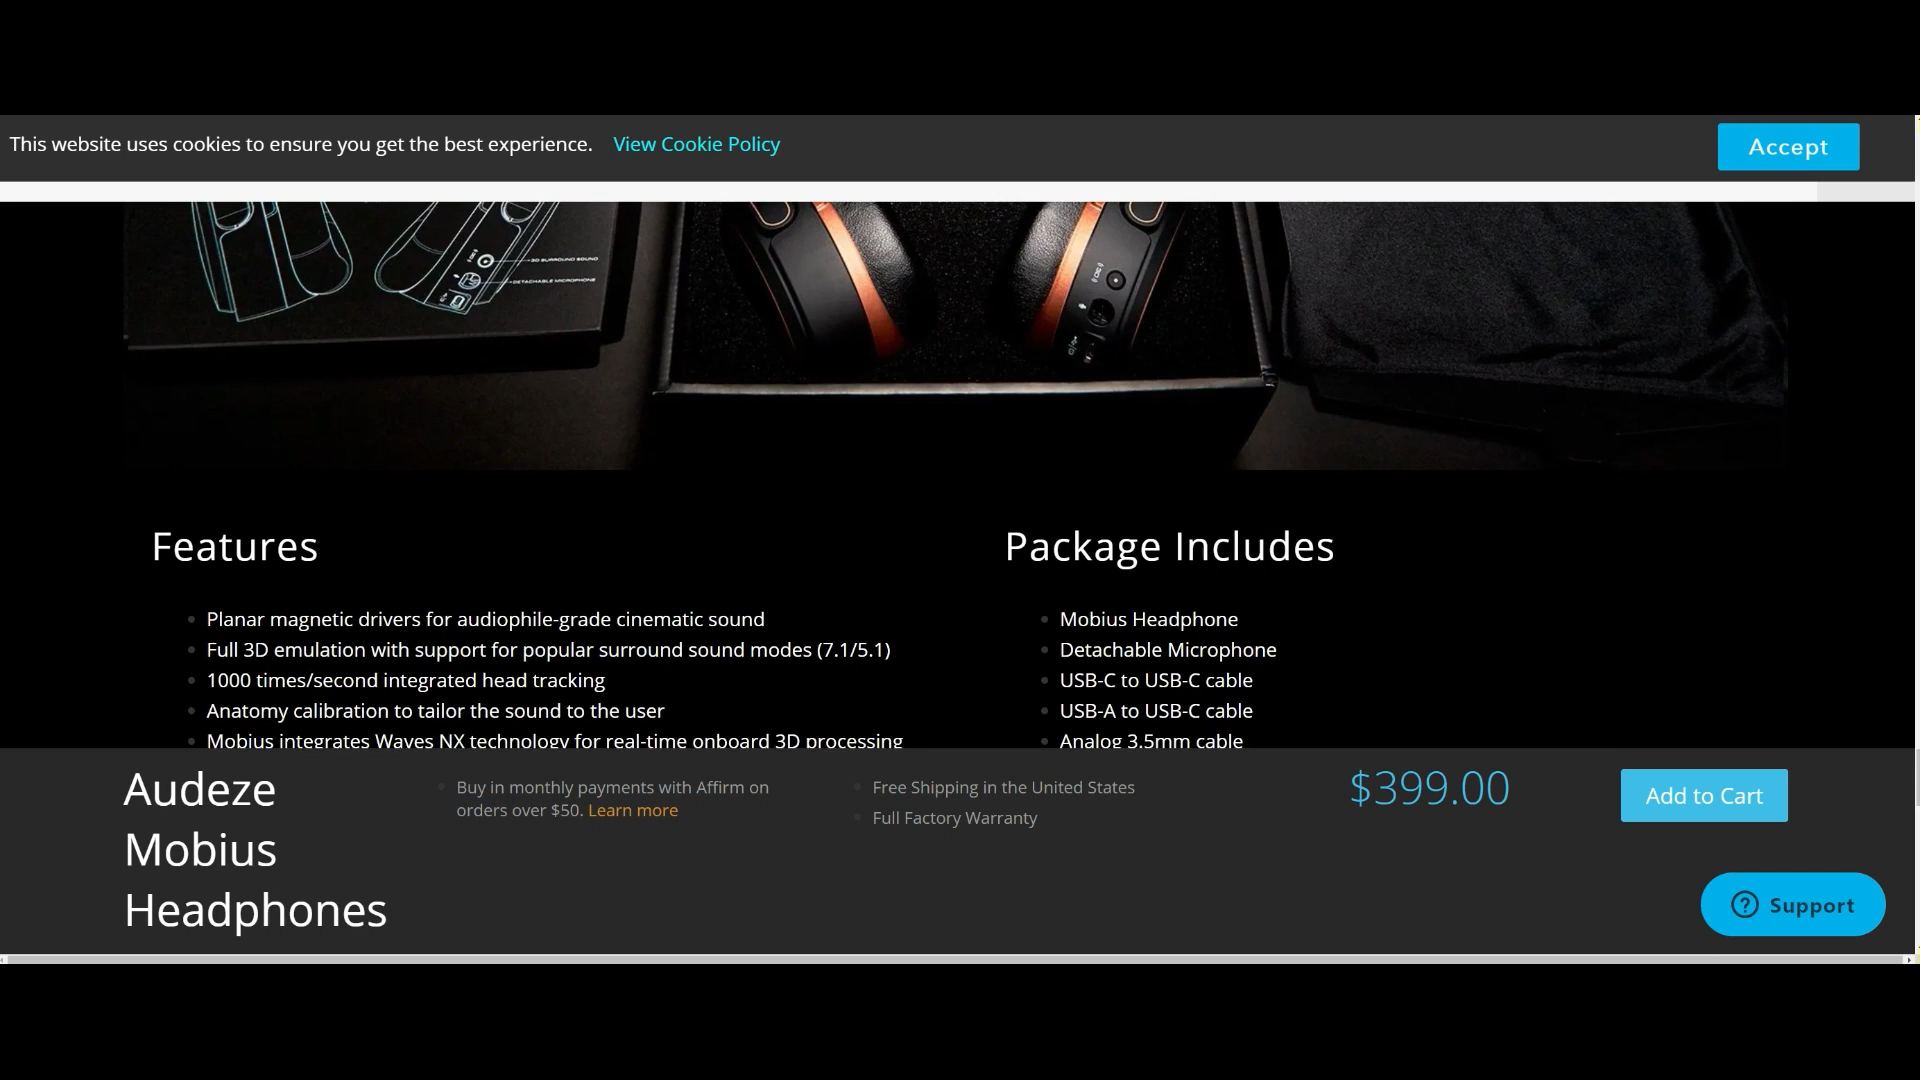 This website uses cookies to ensure you get the best experience. View Cookie Policy
Accept
3D SURROUND SOUND
DETACHABLE MICROPHONE
Features
Planar magnetic drivers for audiophile-grade cinematic sound
Full 3D emulation with support for popular surround sound modes (7.1/5.1)
1000 times/second integrated head tracking
Anatomy calibration to tailor the sound to the user
Mobius integrates Waves NX technology for real-time onboard 3D processing
Package Includes
Mobius Headphone
Detachable Microphone
USB-C to USB-C cable
USB-A to USB-C cable
Analog 3.5mm cable
Audeze
Mobius
Headphones
Buy in monthly payments with Affirm on
orders over $50. Learn more
Free Shipping in the United States
Full Factory Warranty
$399.00
Add to Cart
Support